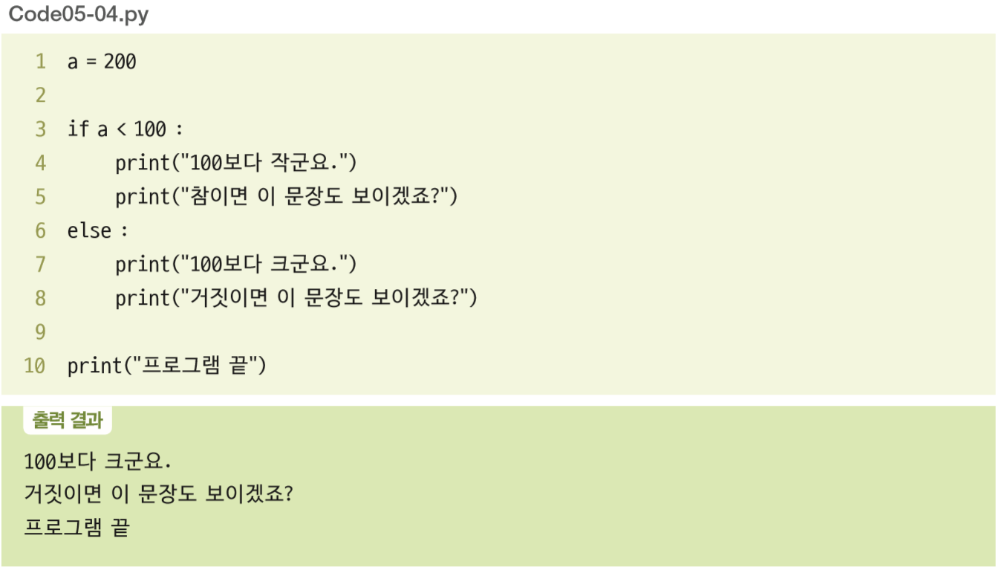 Code05-04.py
1 a = 200
2
3 if a < 100 :
4 print("100보다 작군요.")
5 print("참이면 이 문장도 보이겠죠?")
6 else :
7 print("100보다 크군요.")
8 print("거짓이면 이 문장도 보이겠죠?")
9
10 print("프로그램 끝")
출력 결과
100보다 크군요.
거짓이면 이 문장도 보이겠죠?
프로그램 끝